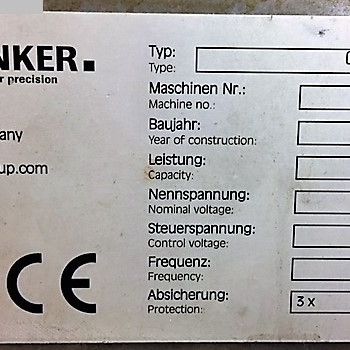 NKER.
r precision
any
up.com
Typ:
Type:
Maschinen Nr.:
Machine no.:
Baujahr:
Year of construction:
Leistung:
Capacity:
Nennspannung:
Nominal voltage:
Steuerspannung:
Control voltage:
Frequenz:
Frequency:
Absicherung:
Protection:
3 x
CE